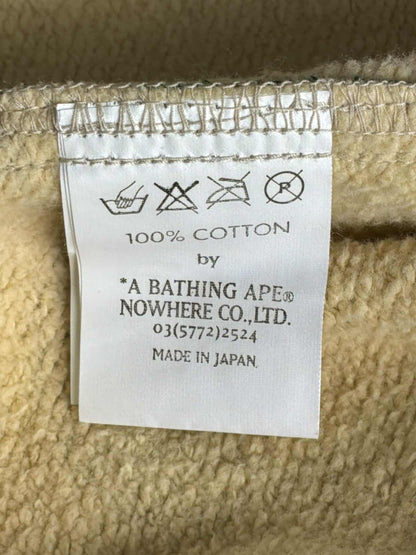 100% COTTON
by
*A BATHING APE®
NOWHERE CO.,LTD.
03(5772)2524
MADE IN JAPAN